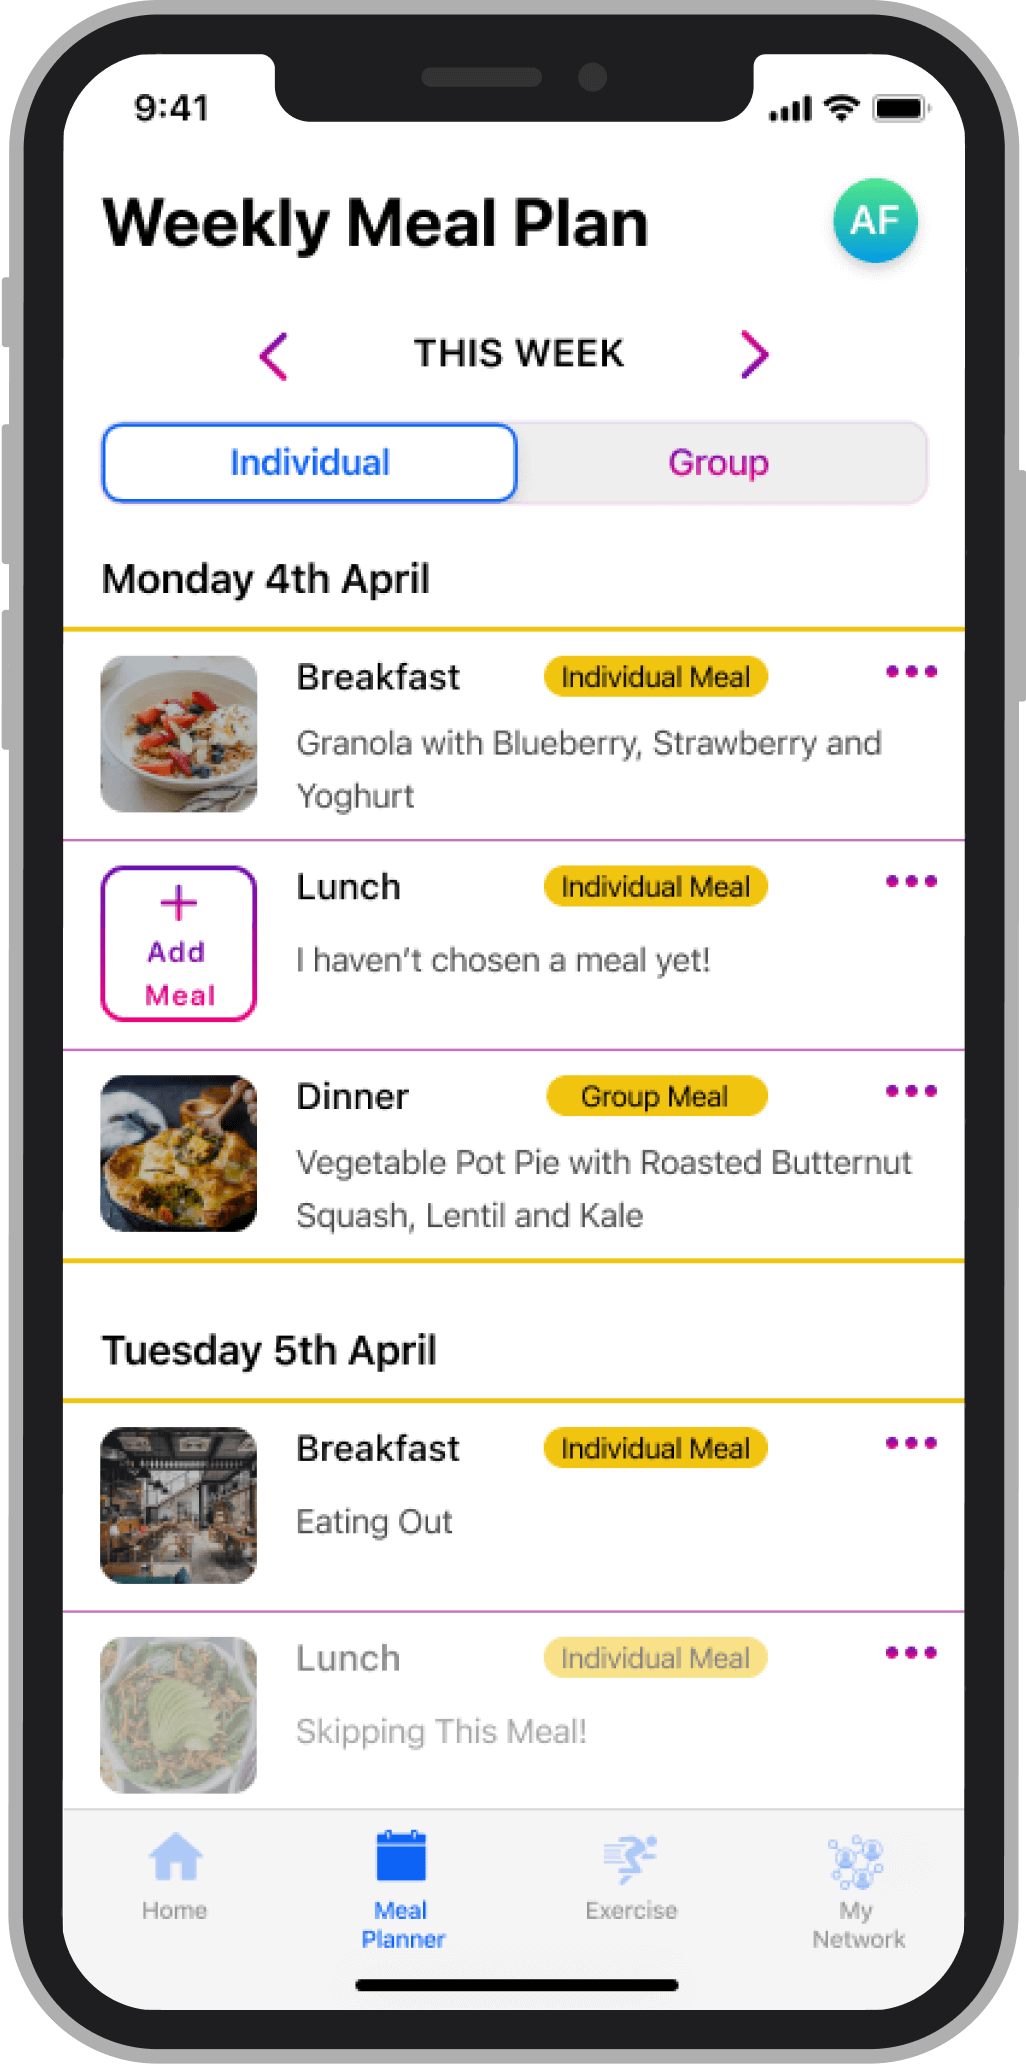 9:41
Weekly Meal Plan
AF
THIS WEEK
Individual
Group
Monday 4th April
Breakfast
Individual Meal
Granola with Blueberry, Strawberry and
Yoghurt
Add
Meal
Lunch
Individual Meal
I haven't chosen a meal yet!
Dinner
Group Meal
Vegetable Pot Pie with Roasted Butternut
Squash, Lentil and Kale
Tuesday 5th April
Breakfast
Individual Meal
Eating Out
Lunch
Individual Meal
Skipping This Meal!
Home
Meal
Planner
Exercise
My
Network